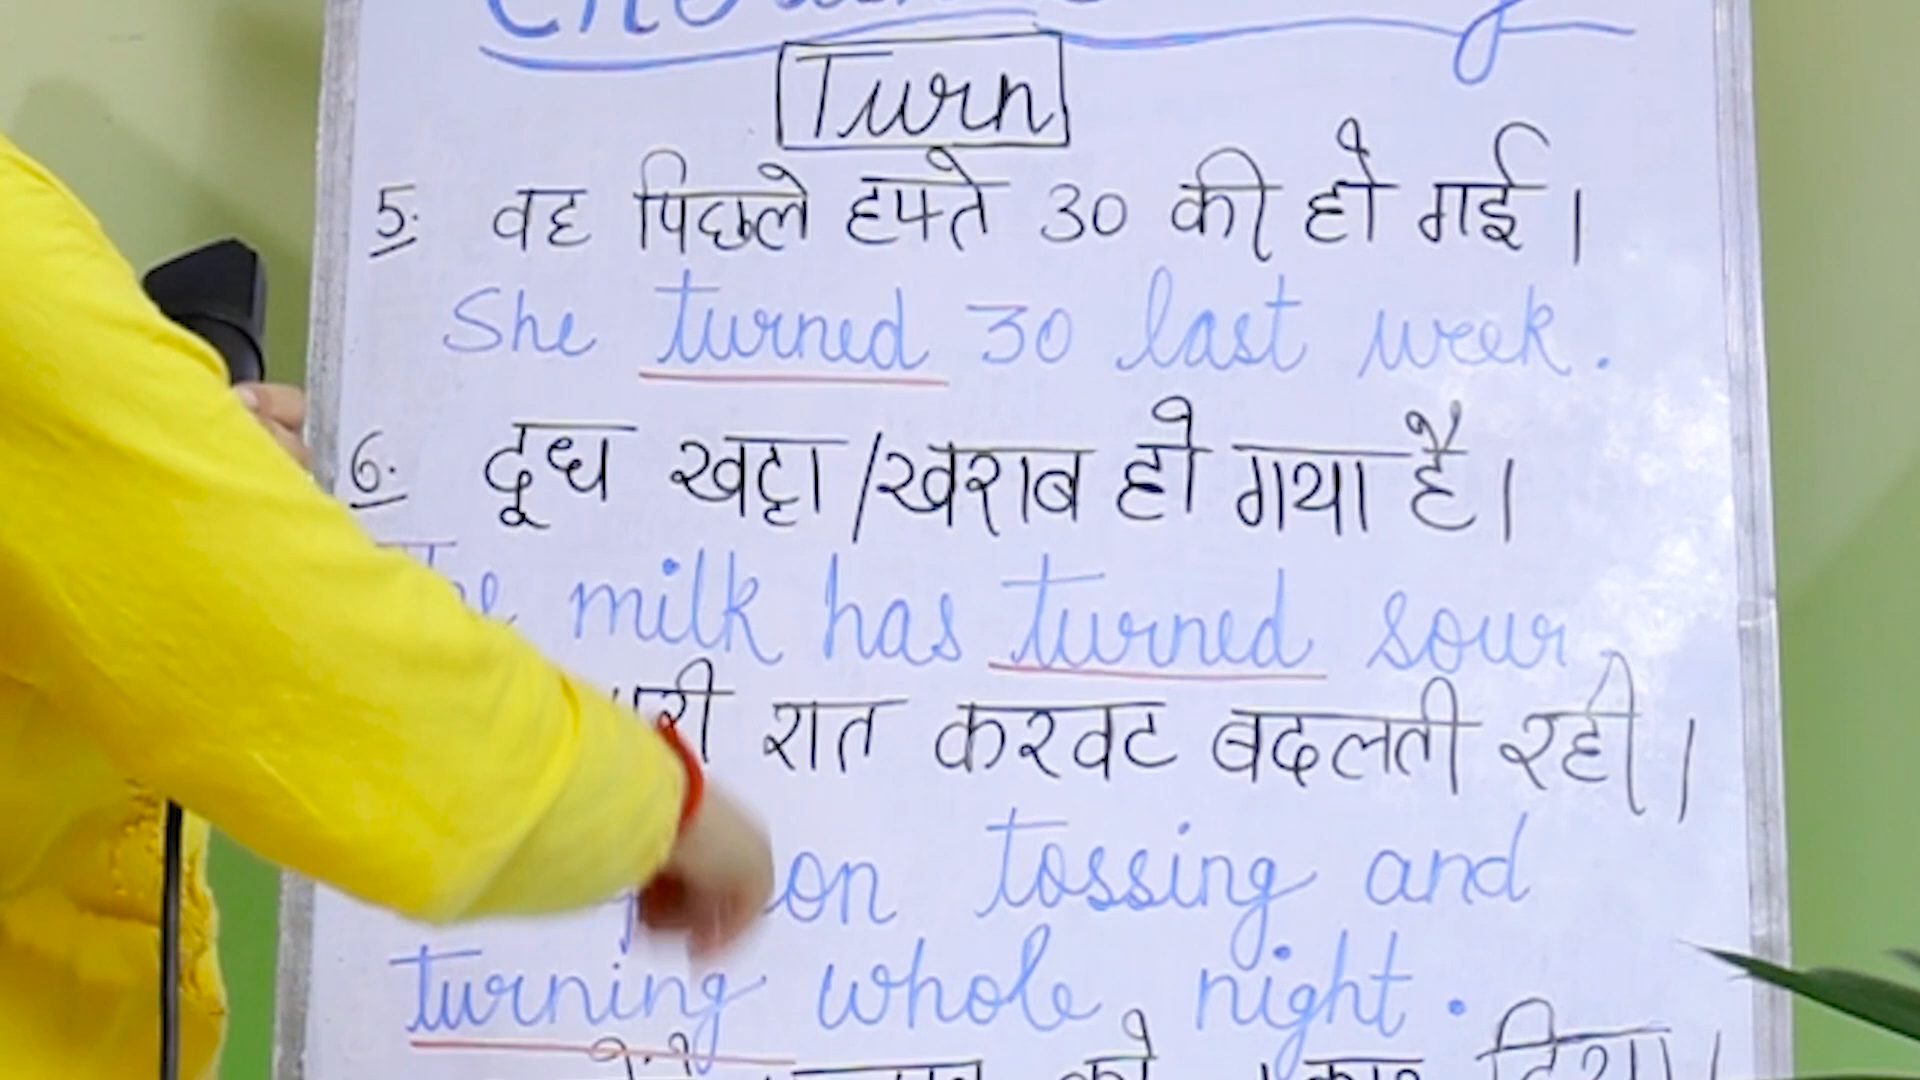 Turn
5. वह पिछले हफ्ते 30 की हो गई।
She turned 30 last week.
6. दूध खट्टा/खराब हो गया है।
milk has turned sour
रात करवट बदलती रही।
on tossing and
turning whole night.